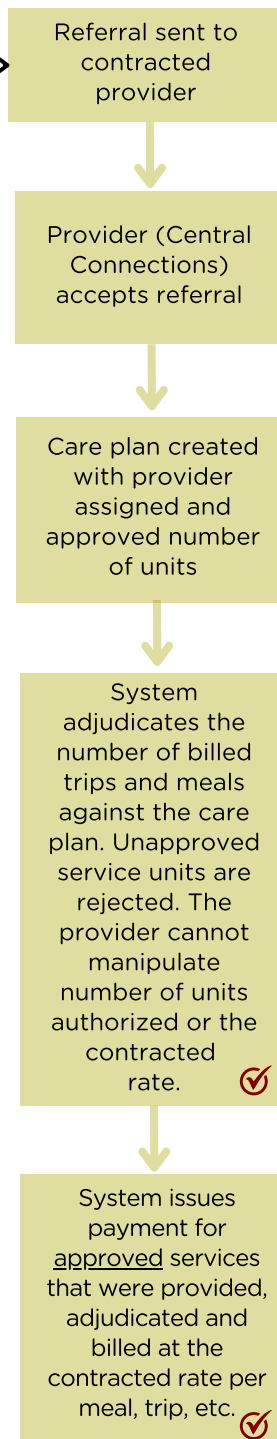 Referral sent to
contracted
provider
Provider (Central
Connections)
accepts referral
Care plan created
with provider
assigned and
approved number
of units
System
adjudicates the
number of billed
trips and meals
against the care
plan. Unapproved
service units are
rejected. The
provider cannot
manipulate
number of units
authorized or the
contracted
rate.
System issues
payment for
approved services
that were provided,
adjudicated and
billed at the
contracted rate per
meal, trip, etc.